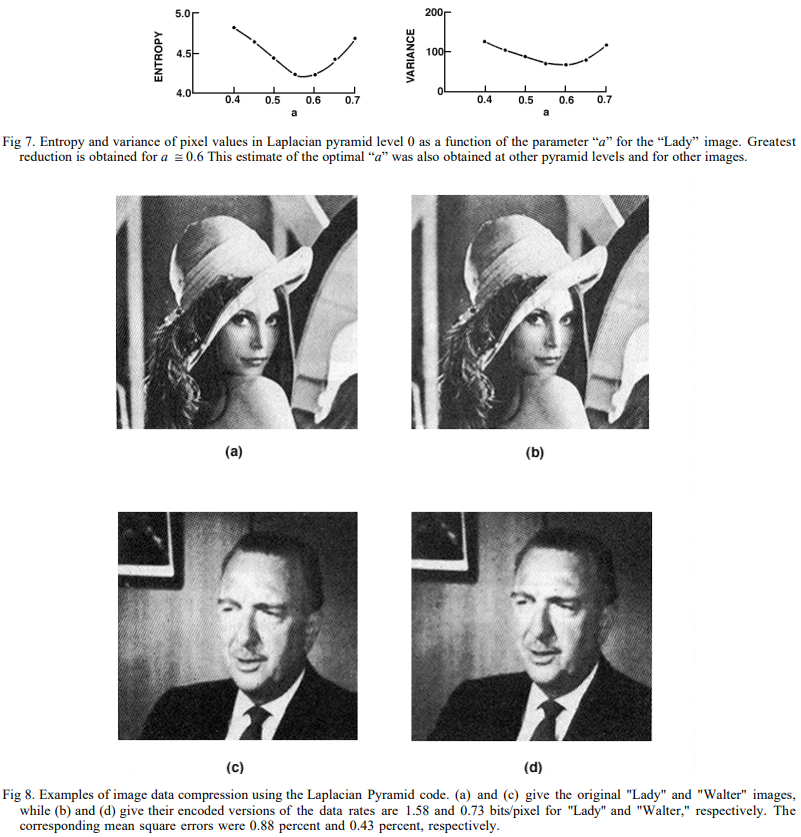 5.0
4.5
4.0
ENTROPY
0.4 0.5 0.6 0.7
a
200
100
0
VARIANCE
0.4 0.5 0.6 0.7
a
Fig 7. Entropy and variance of pixel values in Laplacian pyramid level 0 as a function of the parameter “a” for the “Lady” image. Greatest
reduction is obtained for a ≅ 0.6 This estimate of the optimal “a” was also obtained at other pyramid levels and for other images.
(a) (b)
(c) (d)
Fig 8. Examples of image data compression using the Laplacian Pyramid code. (a) and (c) give the original "Lady" and "Walter" images,
while (b) and (d) give their encoded versions of the data rates are 1.58 and 0.73 bits/pixel for "Lady" and "Walter," respectively. The
corresponding mean square errors were 0.88 percent and 0.43 percent, respectively.